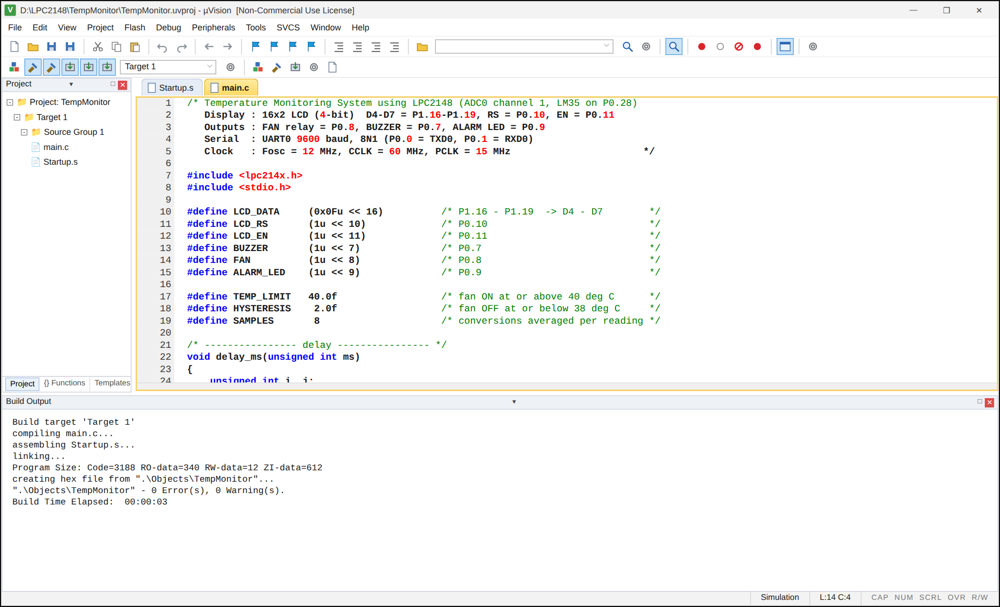 V D:\LPC2148\TempMonitor\TempMonitor.uvproj - µVision  [Non-Commercial Use License]
File Edit View Project Flash Debug Peripherals Tools SVCS Window Help
Target 1
Project
Project: TempMonitor
Target 1
Source Group 1
main.c
Startup.s
Project {} Functions Templates
Startup.s main.c
1 /* Temperature Monitoring System using LPC2148 (ADC0 channel 1, LM35 on P0.28)
2    Display : 16x2 LCD (4-bit)  D4-D7 = P1.16-P1.19, RS = P0.10, EN = P0.11
3    Outputs : FAN relay = P0.8, BUZZER = P0.7, ALARM LED = P0.9
4    Serial  : UART0 9600 baud, 8N1 (P0.0 = TXD0, P0.1 = RXD0)
5    Clock   : Fosc = 12 MHz, CCLK = 60 MHz, PCLK = 15 MHz                       */
6
7 #include <lpc214x.h>
8 #include <stdio.h>
9
10 #define LCD_DATA     (0x0Fu << 16)          /* P1.16 - P1.19  -> D4 - D7        */
11 #define LCD_RS       (1u << 10)             /* P0.10                            */
12 #define LCD_EN       (1u << 11)             /* P0.11                            */
13 #define BUZZER       (1u << 7)              /* P0.7                             */
14 #define FAN          (1u << 8)              /* P0.8                             */
15 #define ALARM_LED    (1u << 9)              /* P0.9                             */
16
17 #define TEMP_LIMIT   40.0f                  /* fan ON at or above 40 deg C      */
18 #define HYSTERESIS    2.0f                  /* fan OFF at or below 38 deg C     */
19 #define SAMPLES       8                     /* conversions averaged per reading */
20
21 /* ---------------- delay ---------------- */
22 void delay_ms(unsigned int ms)
23 {
24     unsigned int i, j;
Build Output
Build target 'Target 1'
compiling main.c...
assembling Startup.s...
linking...
Program Size: Code=3188 RO-data=340 RW-data=12 ZI-data=612
creating hex file from ".\Objects\TempMonitor"...
".\Objects\TempMonitor" - 0 Error(s), 0 Warning(s).
Build Time Elapsed:  00:00:03
Simulation L:14 C:4 CAP NUM SCRL OVR R/W